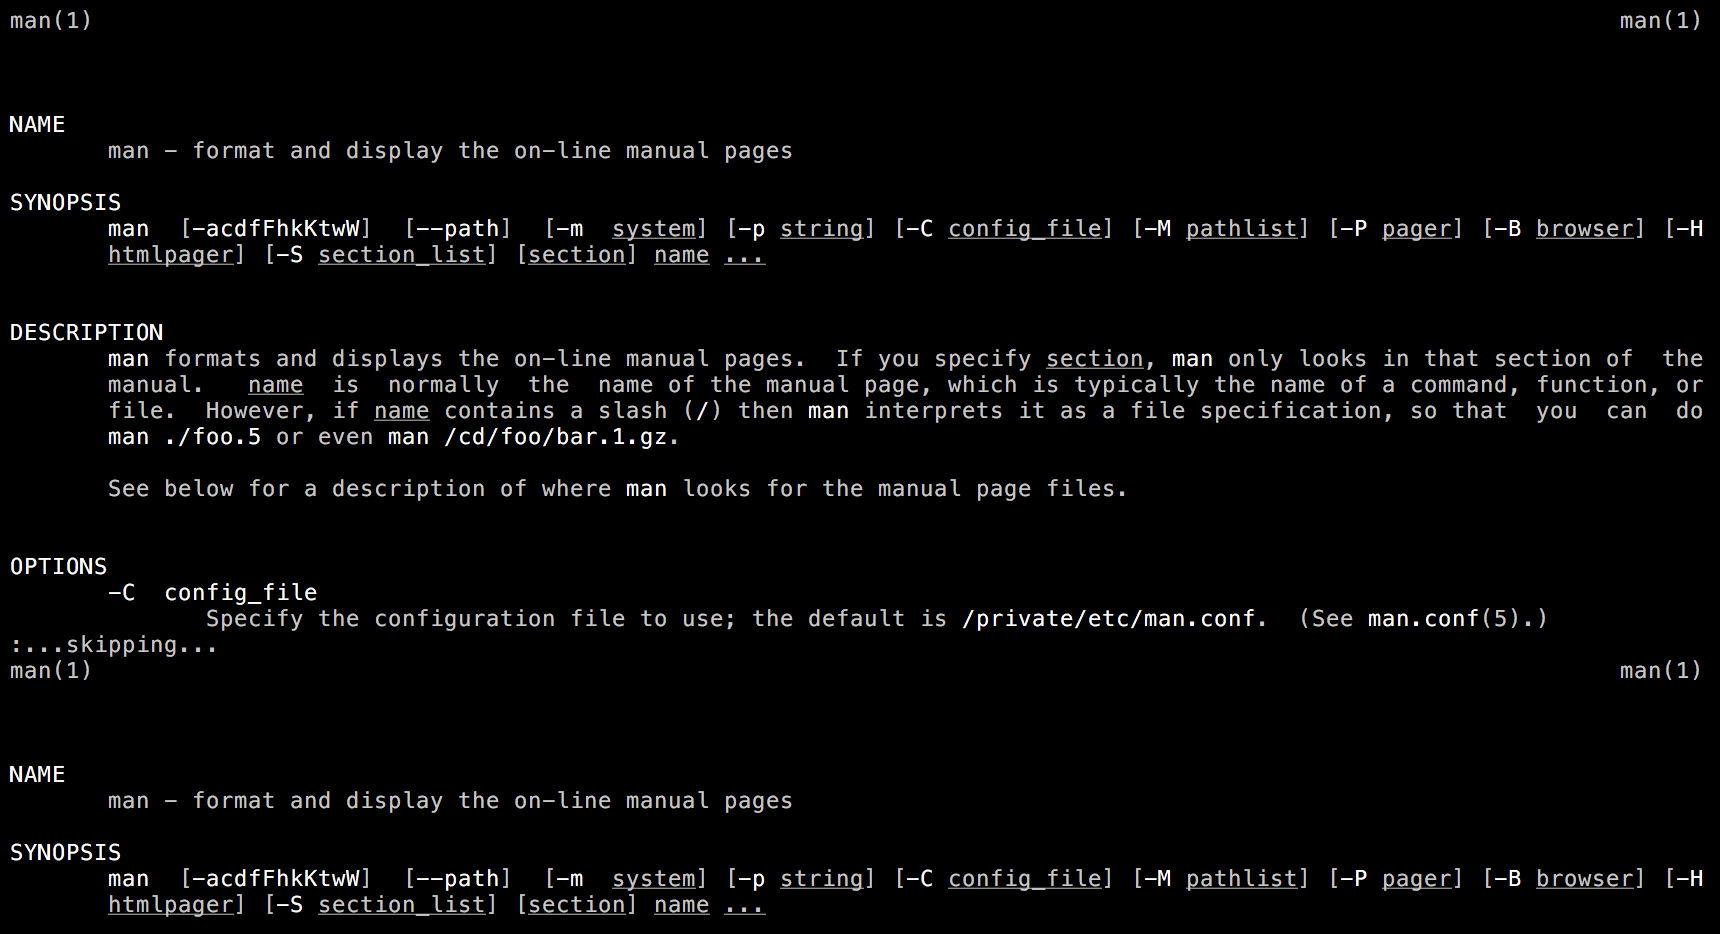 man(1) man(1)
NAME
man - format and display the on-line manual pages
SYNOPSIS
man [-acdfFhkKtwW] [--path] [-m system] [-p string] [-C config_file] [-M pathlist] [-P pager] [-B browser] [-H
htmlpager] [-S section_list] [section] name ...
DESCRIPTION
man formats and displays the on-line manual pages. If you specify section, man only looks in that section of the
manual. name is normally the name of the manual page, which is typically the name of a command, function, or
file. However, if name contains a slash (/) then man interprets it as a file specification, so that you can do
man ./foo.5 or even man /cd/foo/bar.1.gz.
See below for a description of where man looks for the manual page files.
OPTIONS
-C config_file
Specify the configuration file to use; the default is /private/etc/man.conf. (See man.conf(5).)
:...skipping...
man(1) man(1)
NAME
man - format and display the on-line manual pages
SYNOPSIS
man [-acdfFhkKtwW] [--path] [-m system] [-p string] [-C config_file] [-M pathlist] [-P pager] [-B browser] [-H
htmlpager] [-S section_list] [section] name ...